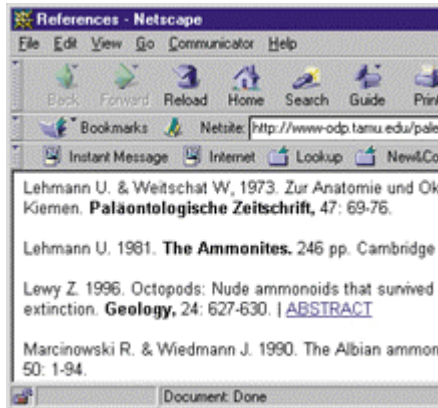 References - Netscape
File Edit View Go Communicator Help
Back Forward Reload Home Search Guide Print
Bookmarks Netsite: http://www-odp.tamu.edu/pale
Instant Message Internet Lookup New&Co
Lehmann U. & Weitschat W, 1973. Zur Anatomie und Ok
Kiemen. Paläontologische Zeitschrift, 47: 69-76.
Lehmann U. 1981. The Ammonites. 246 pp. Cambridge
Lewy Z. 1996. Octopods: Nude ammonoids that survived
extinction. Geology, 24: 627-630. | ABSTRACT
Marcinowski R. & Wiedmann J. 1990. The Albian ammon
50: 1-94.
Document: Done